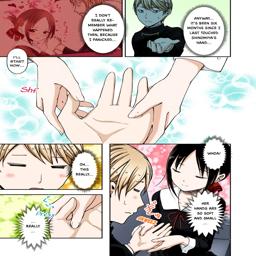 ANYWAY,
IT'S BEEN SIX
MONTHS SINCE I
LAST TOUCHED
SHINOMIYA'S
HAND...
I DON'T
REALLY RE-
MEMBER WHAT
HAPPENED
THEN, BECAUSE
I PANICKED...
I'LL
START
NOW...
WHOA!
HER
HANDS ARE
SO SOFT
AND
SMALL
OH...
THIS
REALLY...
REALLY